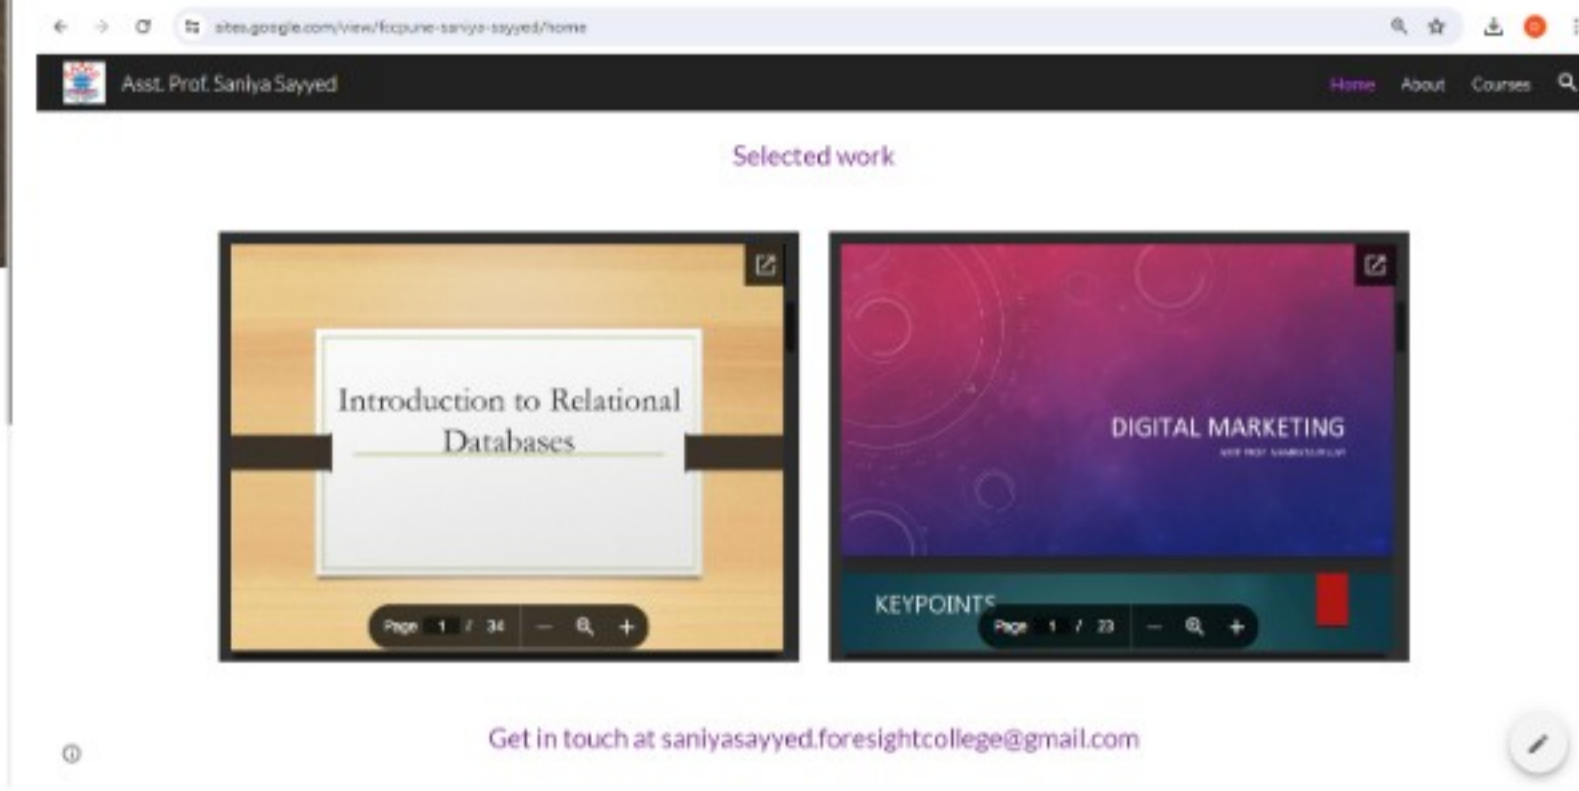 sites.google.com/view/fccpune-saniya-sayyed/home
Asst. Prof. Saniya Sayyed
Home About Courses
Selected work
Introduction to Relational
Databases
Page 1 / 34
DIGITAL MARKETING
KEYPOINTS
Page 1 / 23
Get in touch at saniyasayyed.foresightcollege@gmail.com